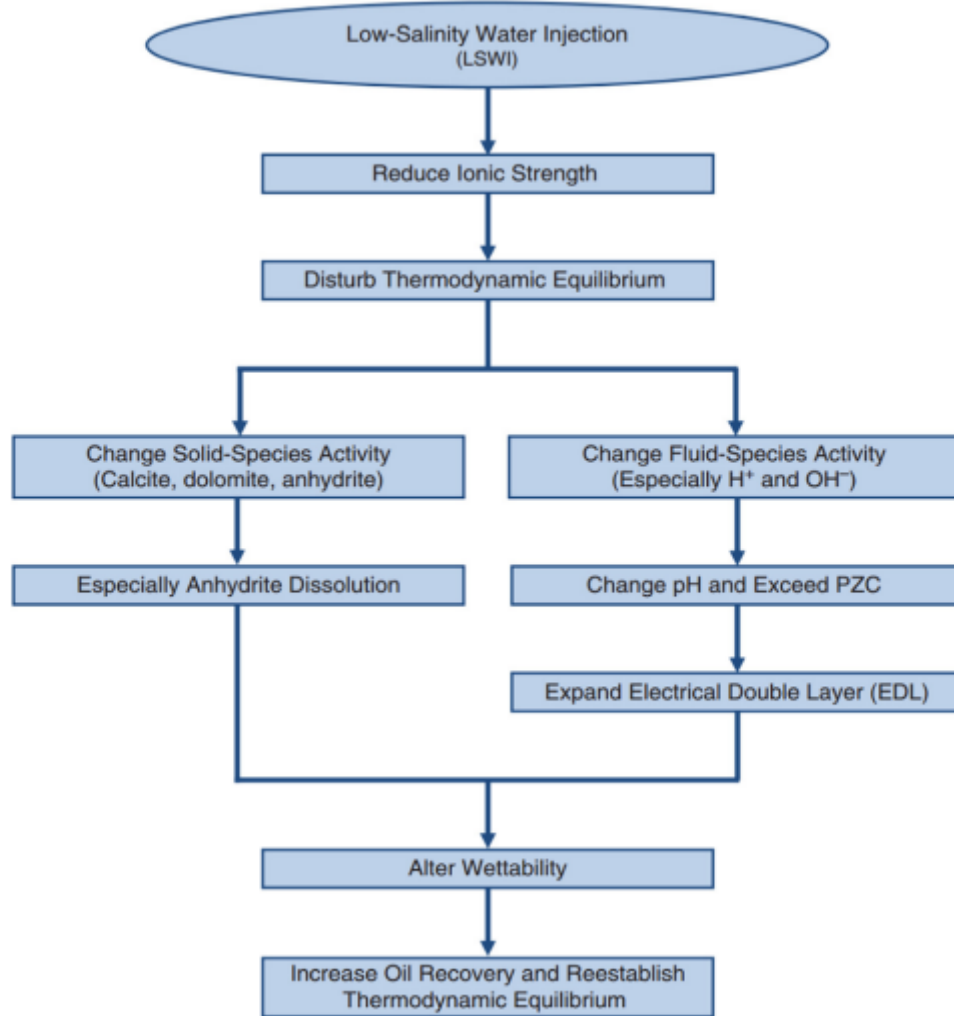 Low-Salinity Water Injection
(LSWI)
Reduce Ionic Strength
Disturb Thermodynamic Equilibrium
Change Solid-Species Activity
(Calcite, dolomite, anhydrite)
Change Fluid-Species Activity
(Especially H⁺ and OH⁻)
Especially Anhydrite Dissolution
Change pH and Exceed PZC
Expand Electrical Double Layer (EDL)
Alter Wettability
Increase Oil Recovery and Reestablish
Thermodynamic Equilibrium